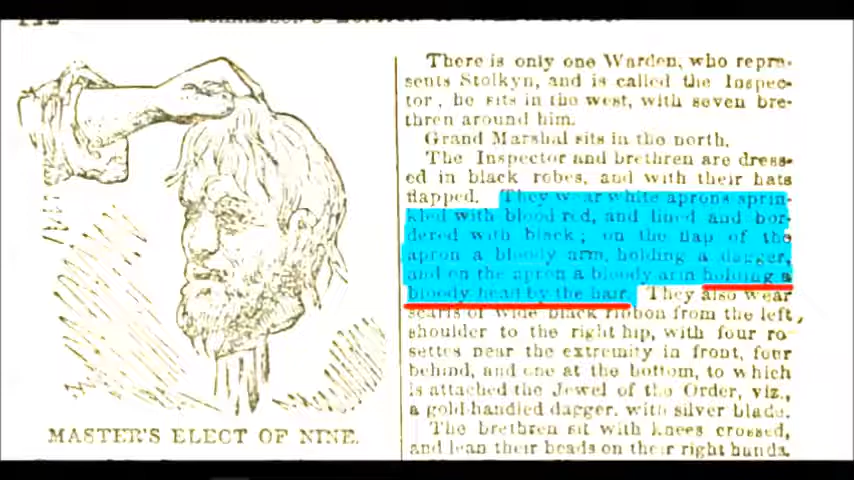 There is only one Warden, who repre-
sents Stolkyn, and is called the Inspec-
tor, he sits in the west, with seven bre-
thren around him.
Grand Marshal sits in the north.
The Inspector and brethren are dress-
ed in black robes, and with their hats
flapped. They wear white aprons sprin-
kled with blood red, and lined and bor-
dered with black; on the flap of the
apron a bloody arm, holding a dagger,
and on the apron a bloody arm holding a
bloody head by the hair. They also wear
scarfs of wide black ribbon from the left
shoulder to the right hip, with four ro-
settes near the extremity in front, four
behind, and one at the bottom, to which
is attached the Jewel of the Order, viz.,
a gold handled dagger, with silver blade.
The brethren sit with knees crossed,
and lean their heads on their right hands.
MASTER'S ELECT OF NINE.